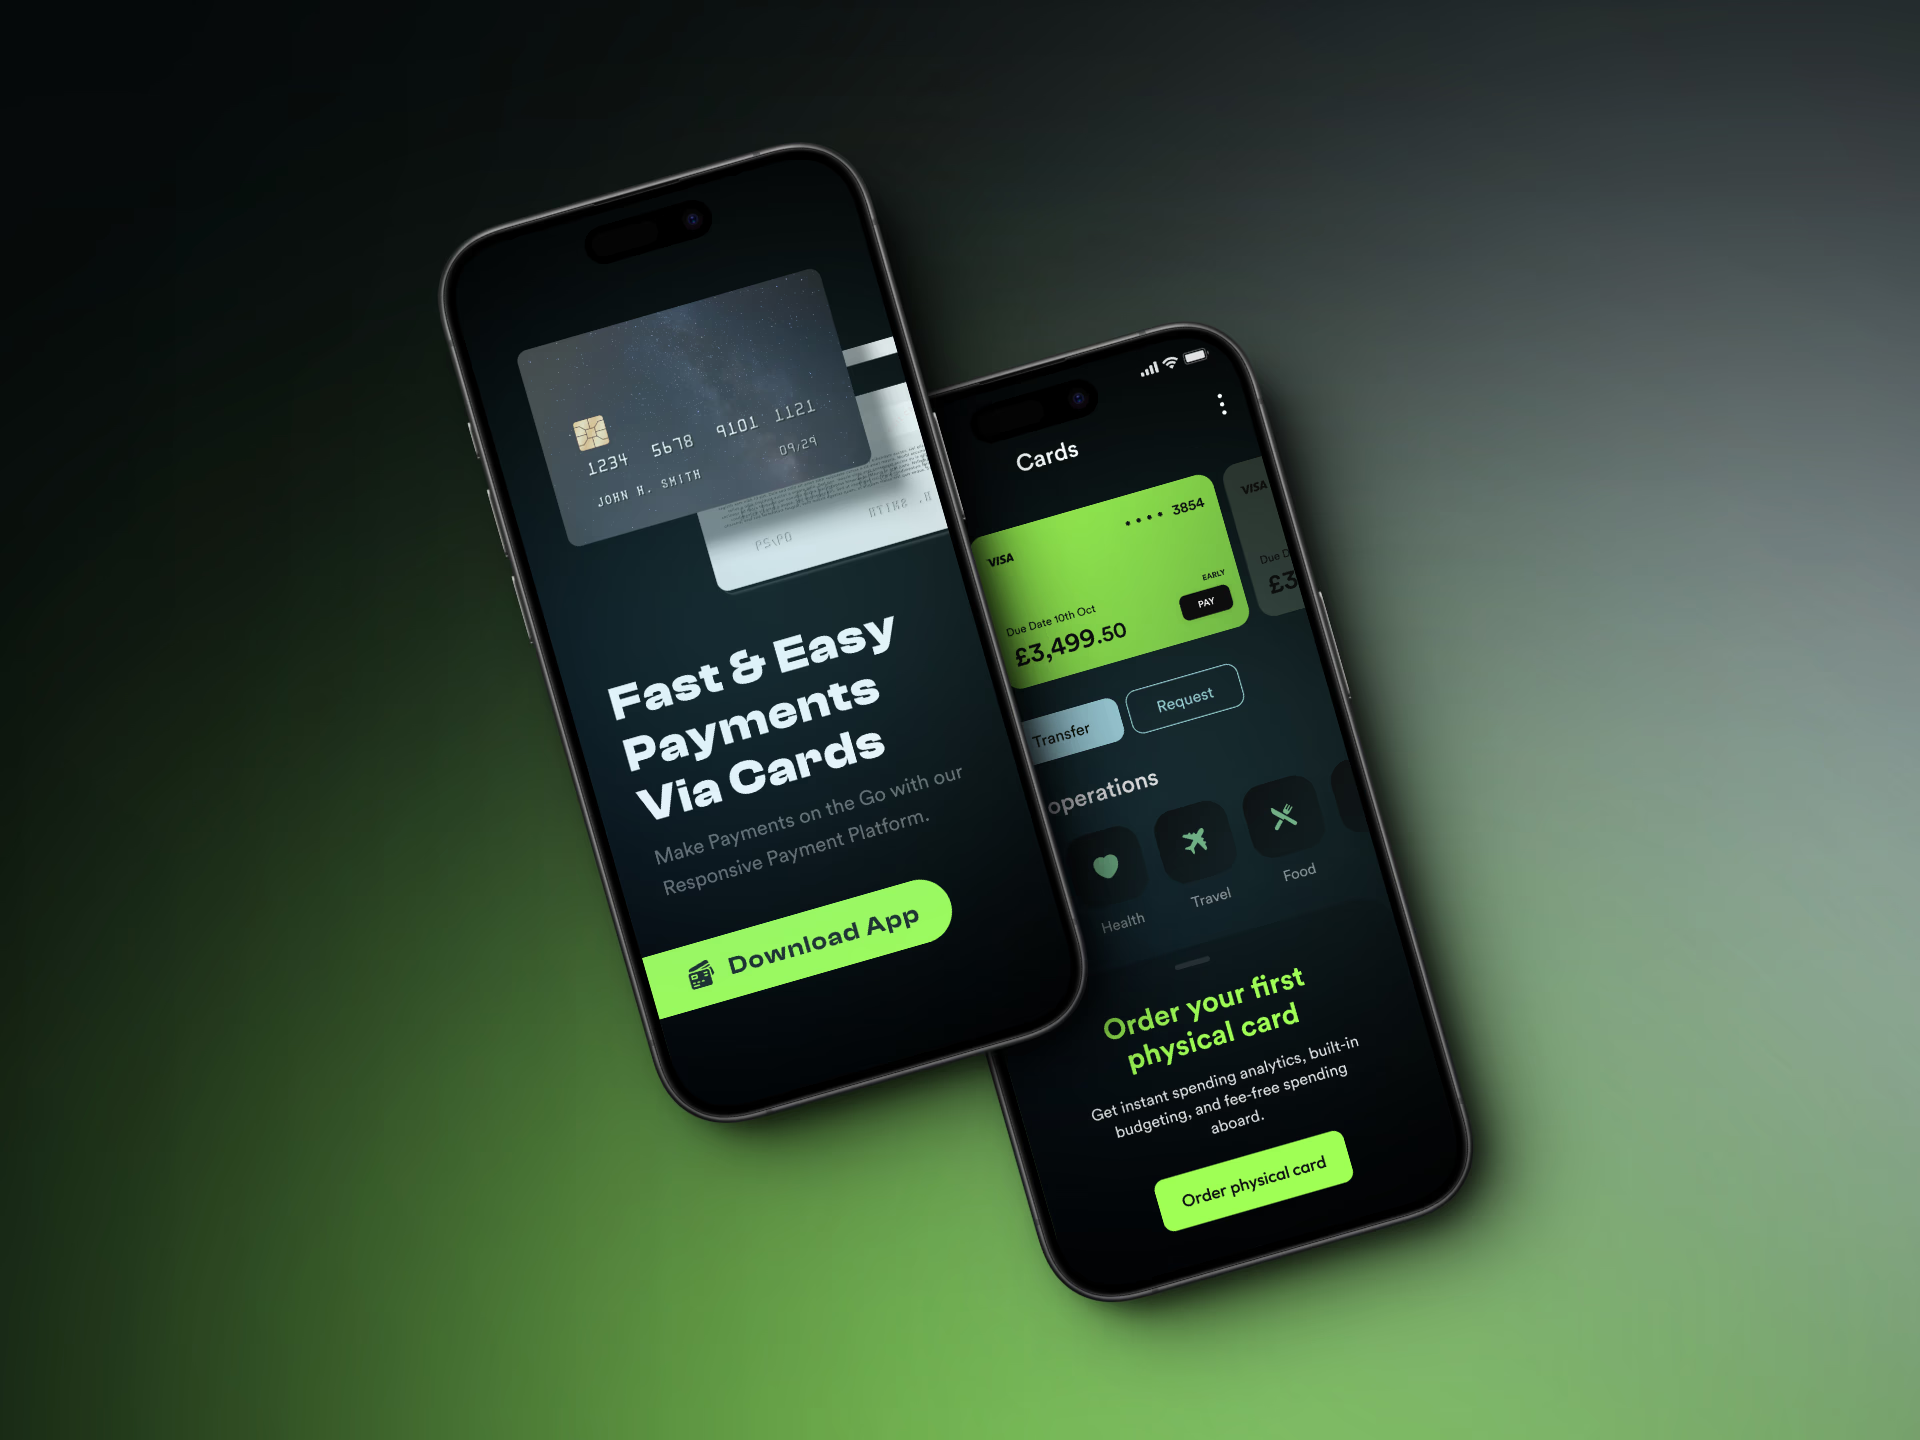 1234 5678 9101 1121
09/29
JOHN H. SMITH
Fast & Easy
Payments
Via Cards
Make Payments on the Go with our
Responsive Payment Platform.
Download App
Cards
VISA
•••• 3854
EARLY
PAY
Due Date 10th Oct
£3,499.50
VISA
Due D
£3
Transfer
Request
operations
Health
Travel
Food
Order your first
physical card
Get instant spending analytics, built-in
budgeting, and fee-free spending
aboard.
Order physical card